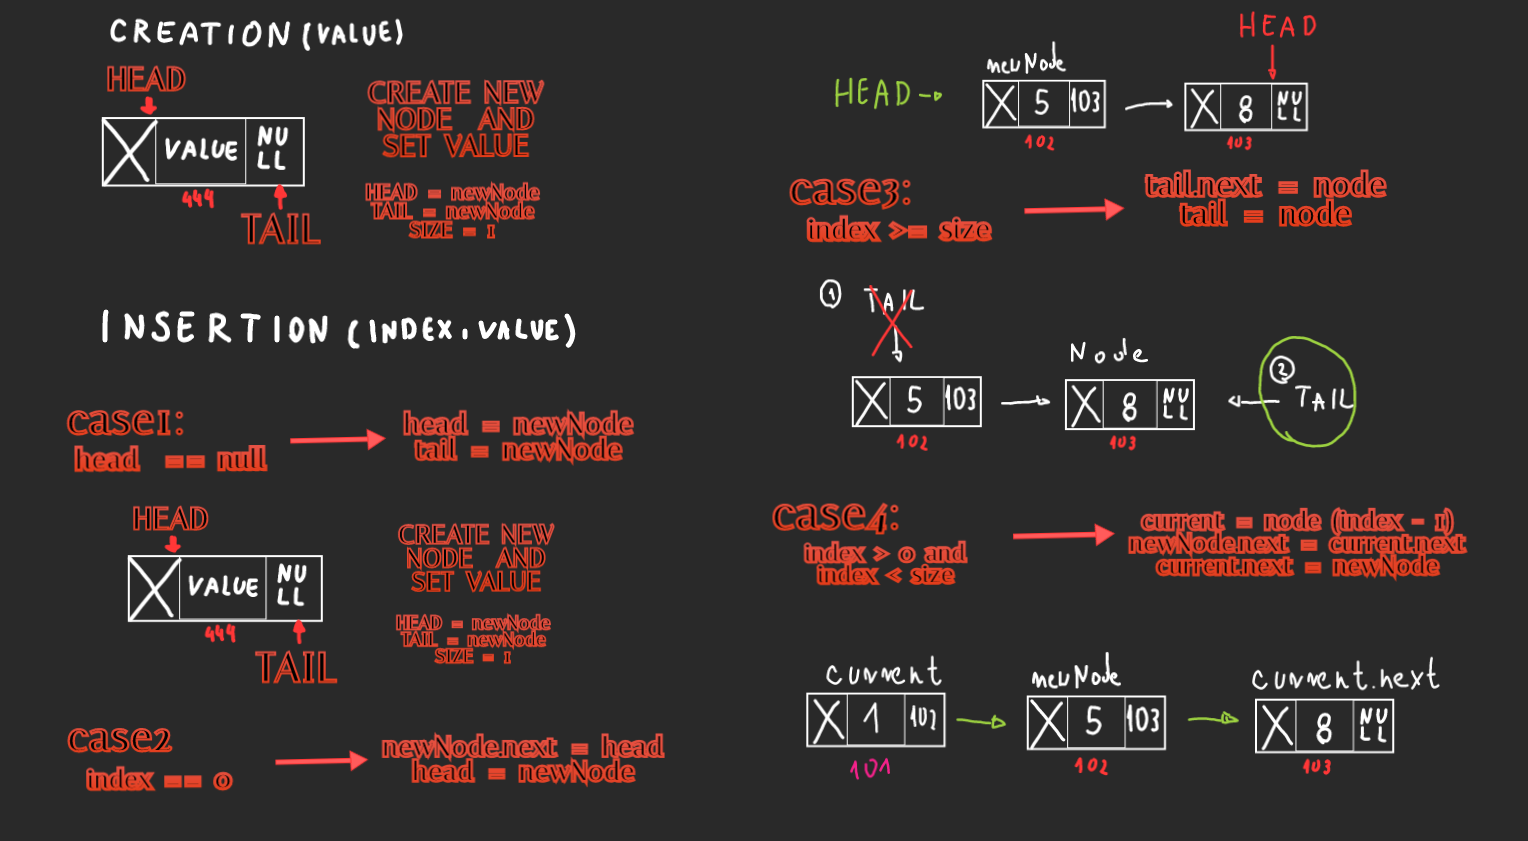 CREATION (VALUE)
HEAD
X VALUE NU
LL
444
TAIL
CREATE NEW
NODE AND
SET VALUE
HEAD = newNode
TAIL = newNode
SIZE = 1
INSERTION (INDEX, VALUE)
case1:
head == null
head = newNode
tail = newNode
HEAD
X VALUE NU
LL
444
TAIL
CREATE NEW
NODE AND
SET VALUE
HEAD = newNode
TAIL = newNode
SIZE = 1
case2
index == 0
newNode.next = head
head = newNode
HEAD
newNode
HEAD
X 5 103
X 8 NU
LL
102
103
case3:
index >= size
tail.next = node
tail = node
1 TAIL
Node
2
TAIL
X 5 103
X 8 NU
LL
102
103
case4:
index > 0 and
index < size
current = node (index - 1)
newNode.next = current.next
current.next = newNode
current
newNode
current.next
X 1 102
X 5 103
X 8 NU
LL
101
102
103